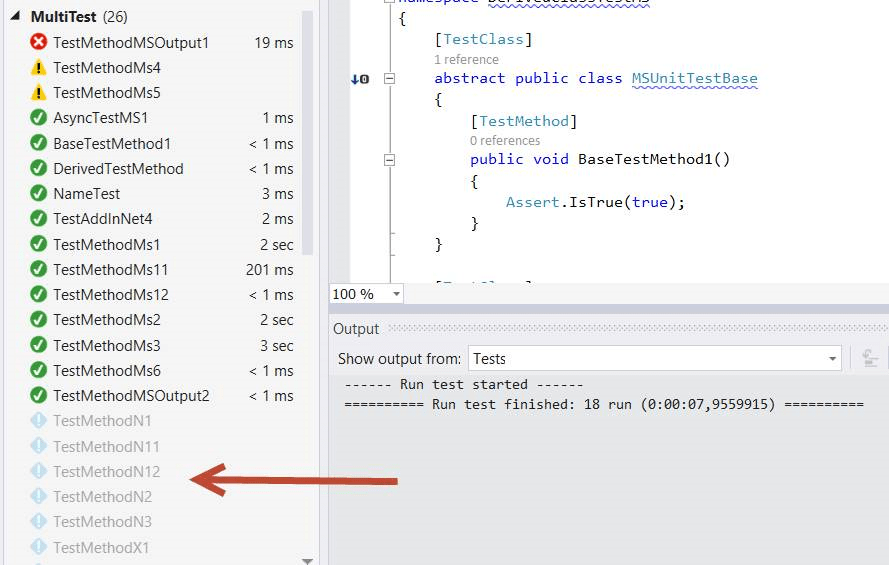 MultiTest (26)
TestMethodMSOutput1 19 ms
TestMethodMs4
TestMethodMs5
AsyncTestMS1 1 ms
BaseTestMethod1 < 1 ms
DerivedTestMethod < 1 ms
NameTest 3 ms
TestAddInNet4 2 ms
TestMethodMs1 2 sec
TestMethodMs11 201 ms
TestMethodMs12 < 1 ms
TestMethodMs2 2 sec
TestMethodMs3 3 sec
TestMethodMs6 < 1 ms
TestMethodMSOutput2 < 1 ms
TestMethodN1
TestMethodN11
TestMethodN12
TestMethodN2
TestMethodN3
TestMethodX1
namespace DerivedClassTestMS
{
[TestClass]
1 reference
abstract public class MSUnitTestBase
{
[TestMethod]
0 references
public void BaseTestMethod1()
{
Assert.IsTrue(true);
}
}
100 %
Output
Show output from: Tests
------ Run test started ------
========== Run test finished: 18 run (0:00:07,9559915) ==========